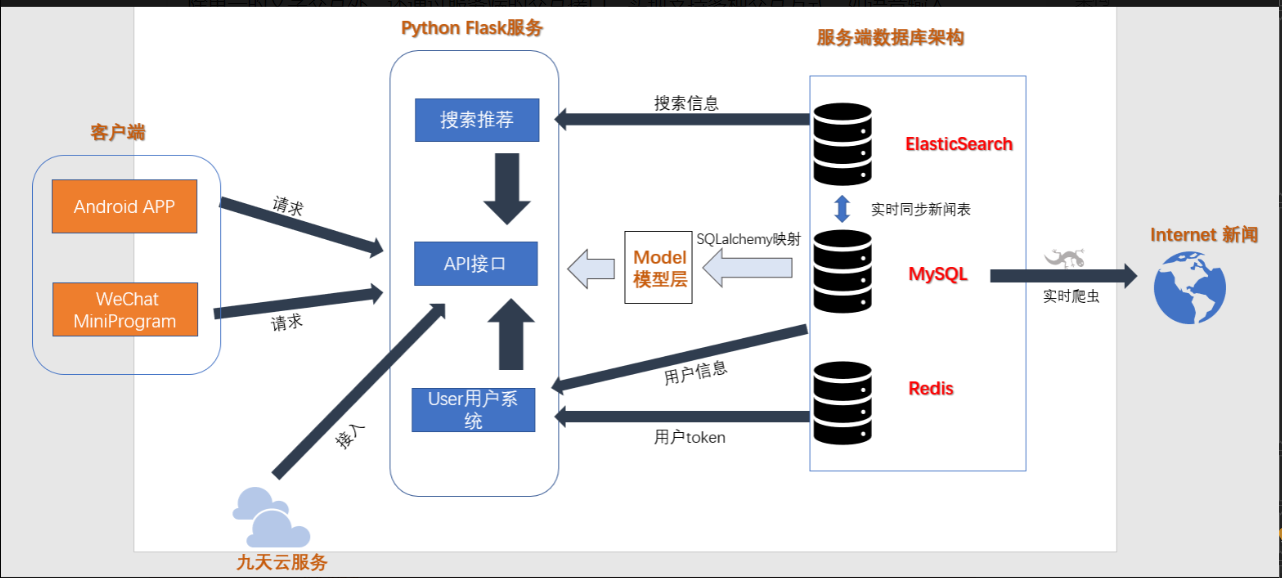 Python Flask服务
服务端数据库架构
客户端
搜索推荐
搜索信息
ElasticSearch
Android APP
请求
实时同步新闻表
API接口
SQLalchemy映射
Model
模型层
MySQL
Internet 新闻
实时爬虫
WeChat
MiniProgram
请求
User用户系
统
用户信息
Redis
用户token
接入
九天云服务